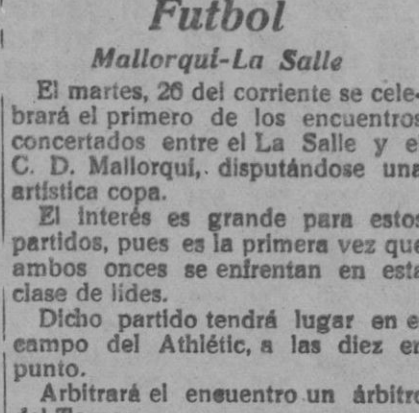 Futbol
Mallorquí-La Salle
El martes, 26 del corriente se cele-
brará el primero de los encuentros
concertados entre el La Salle y e
C. D. Mallorquí, disputándose una
artística copa.
El interés es grande para estos
partidos, pues es la primera vez que
ambos onces se enfrentan en esta
clase de lides.
Dicho partido tendrá lugar en e
campo del Athlétic, a las diez en
punto.
Arbitrará el encuentro un árbitr